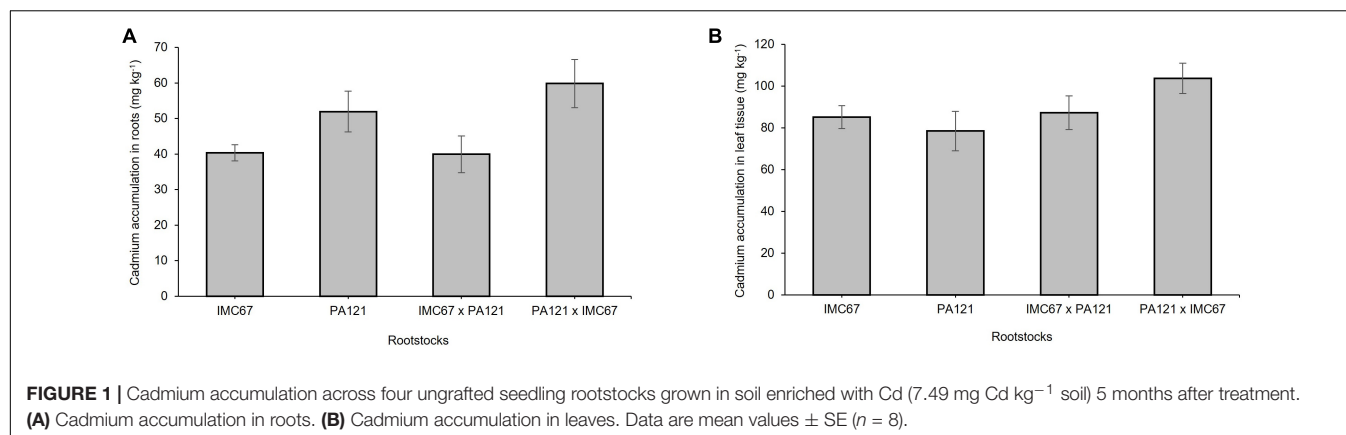 A
Cadmium accumulation in roots (mg kg⁻¹)
70
60
50
40
30
20
10
0
IMC67 PA121 IMC67 x PA121 PA121 x IMC67
Rootstocks
B
Cadmium accumulation in leaf tissue (mg kg⁻¹)
120
100
80
60
40
20
0
IMC67 PA121 IMC67 x PA121 PA121 x IMC67
Rootstocks
FIGURE 1 | Cadmium accumulation across four ungrafted seedling rootstocks grown in soil enriched with Cd (7.49 mg Cd kg⁻¹ soil) 5 months after treatment.
(A) Cadmium accumulation in roots. (B) Cadmium accumulation in leaves. Data are mean values ± SE (n = 8).